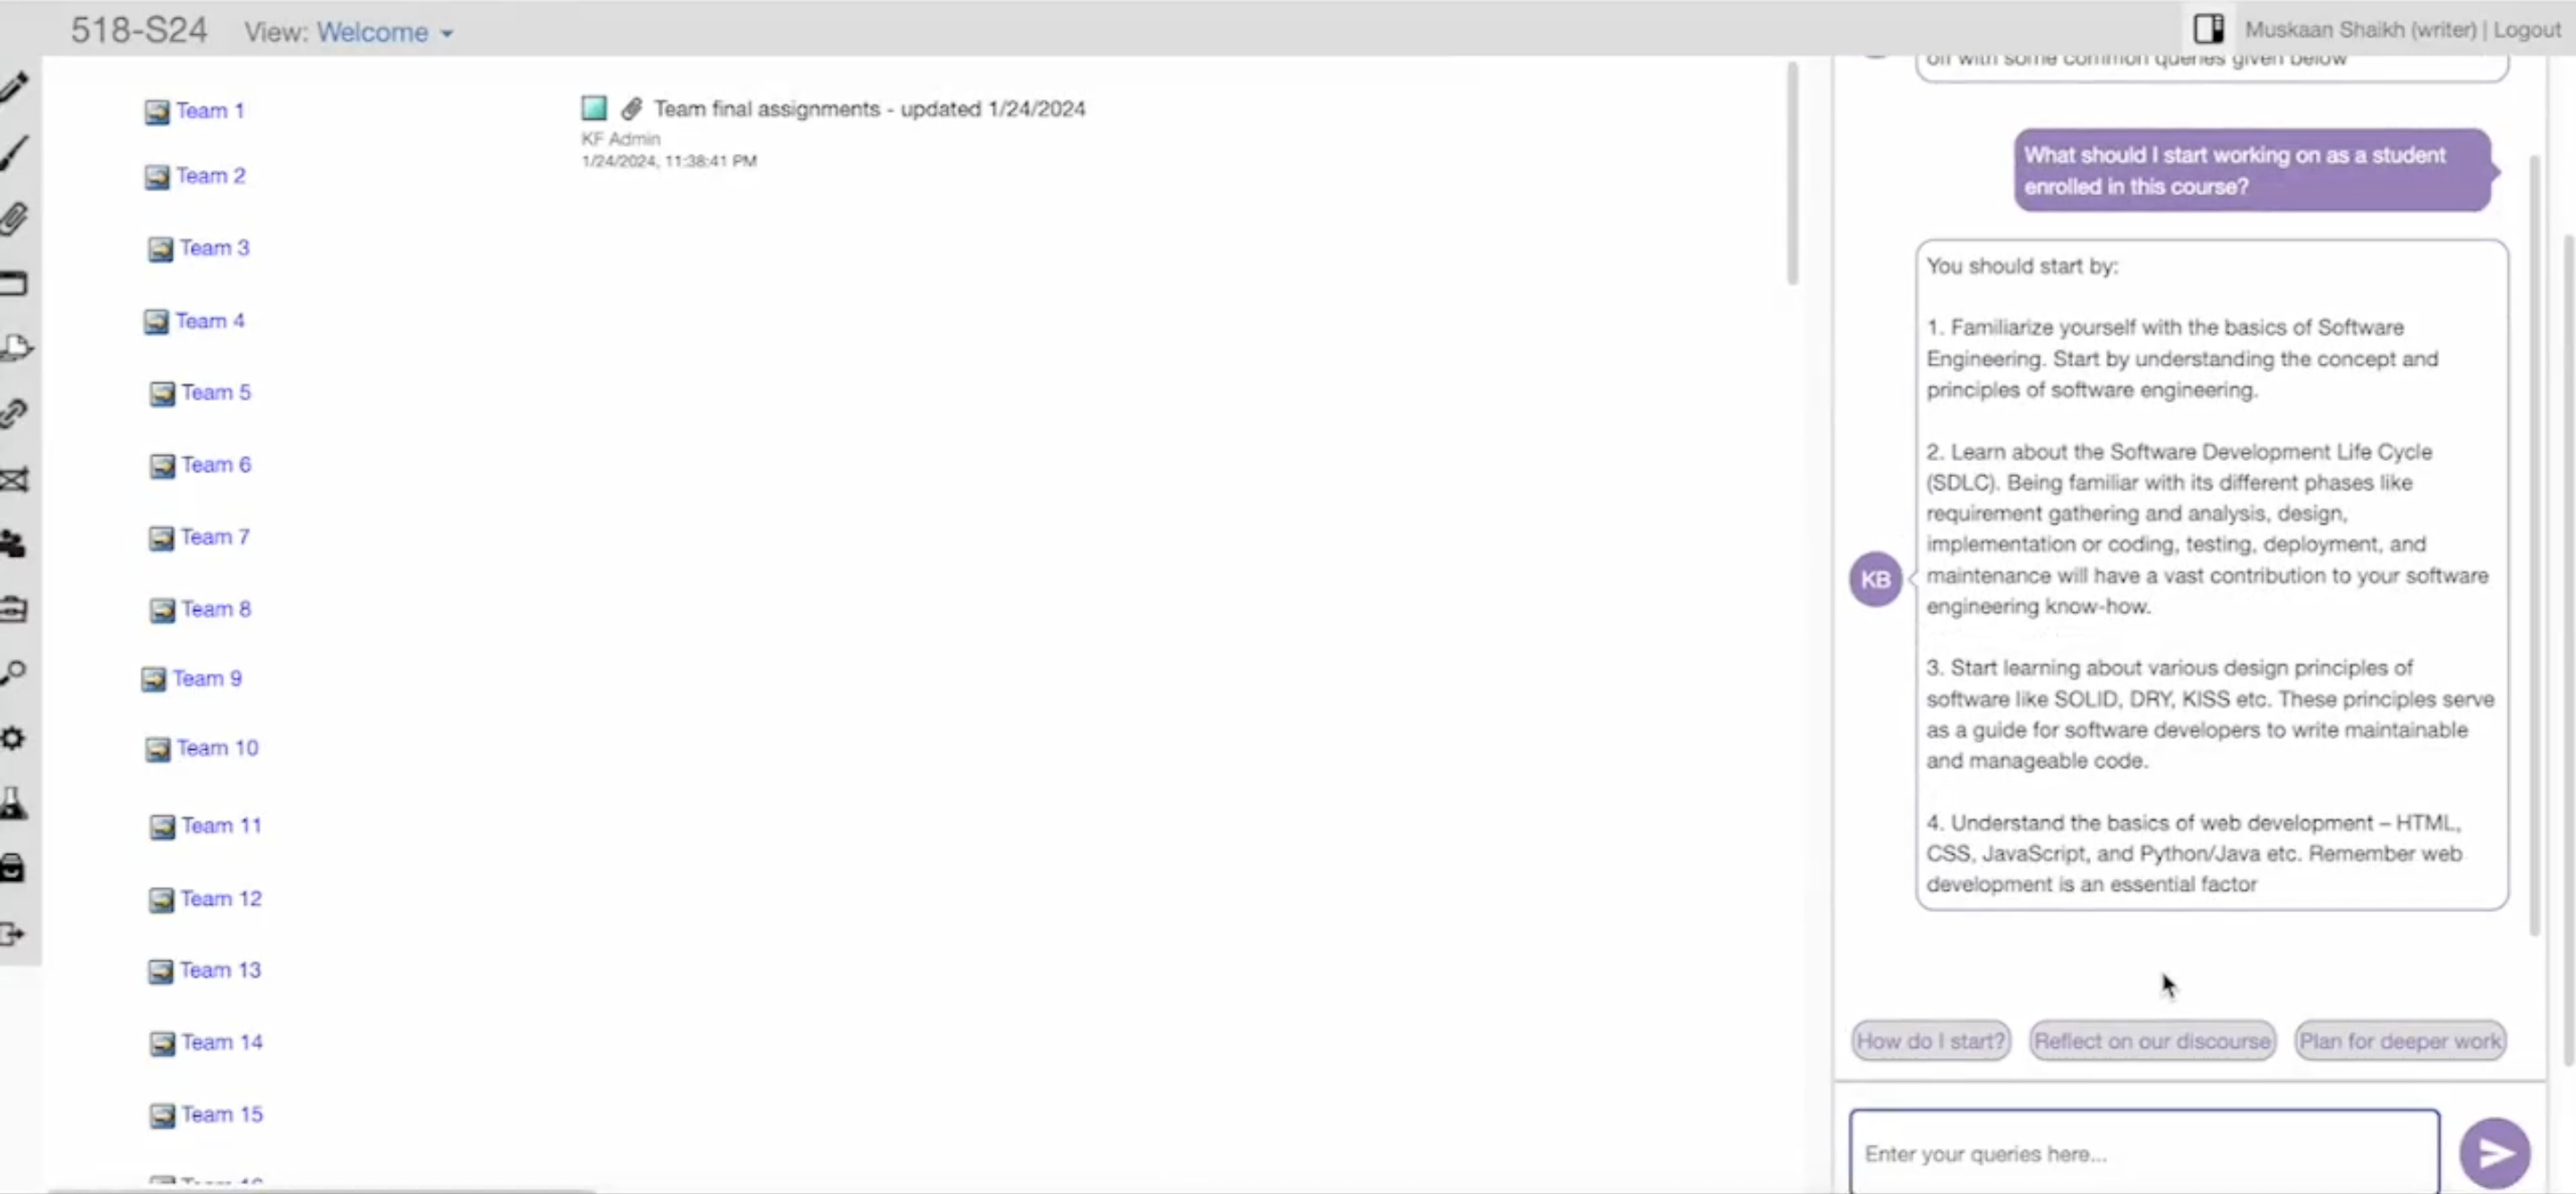 518-S24
View: Welcome
Muskaan Shaikh (writer) | Logout
Team 1
Team 2
Team 3
Team 4
Team 5
Team 6
Team 7
Team 8
Team 9
Team 10
Team 11
Team 12
Team 13
Team 14
Team 15
Team final assignments - updated 1/24/2024
KF Admin
1/24/2024, 11:38:41 PM
off with some common queries given below
What should I start working on as a student
enrolled in this course?
KB
You should start by:
1. Familiarize yourself with the basics of Software
Engineering. Start by understanding the concept and
principles of software engineering.
2. Learn about the Software Development Life Cycle
(SDLC). Being familiar with its different phases like
requirement gathering and analysis, design,
implementation or coding, testing, deployment, and
maintenance will have a vast contribution to your software
engineering know-how.
3. Start learning about various design principles of
software like SOLID, DRY, KISS etc. These principles serve
as a guide for software developers to write maintainable
and manageable code.
4. Understand the basics of web development – HTML,
CSS, JavaScript, and Python/Java etc. Remember web
development is an essential factor
How do I start?
Reflect on our discourse
Plan for deeper work
Enter your queries here...